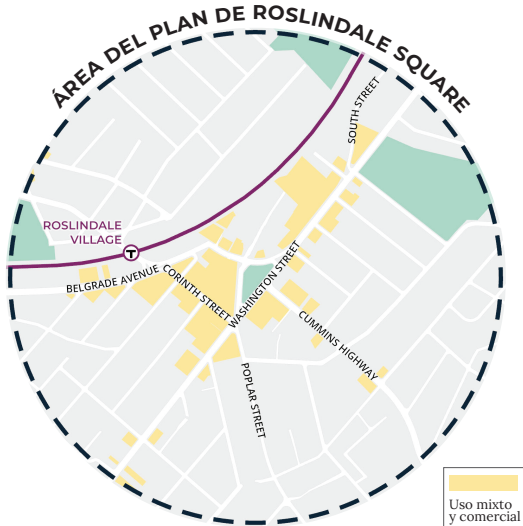 ÁREA DEL PLAN DE ROSLINDALE SQUARE
SOUTH STREET
ROSLINDALE
VILLAGE
T
BELGRADE AVENUE
CORINTH STREET
WASHINGTON STREET
CUMMINS HIGHWAY
POPLAR STREET
Uso mixto
y comercial